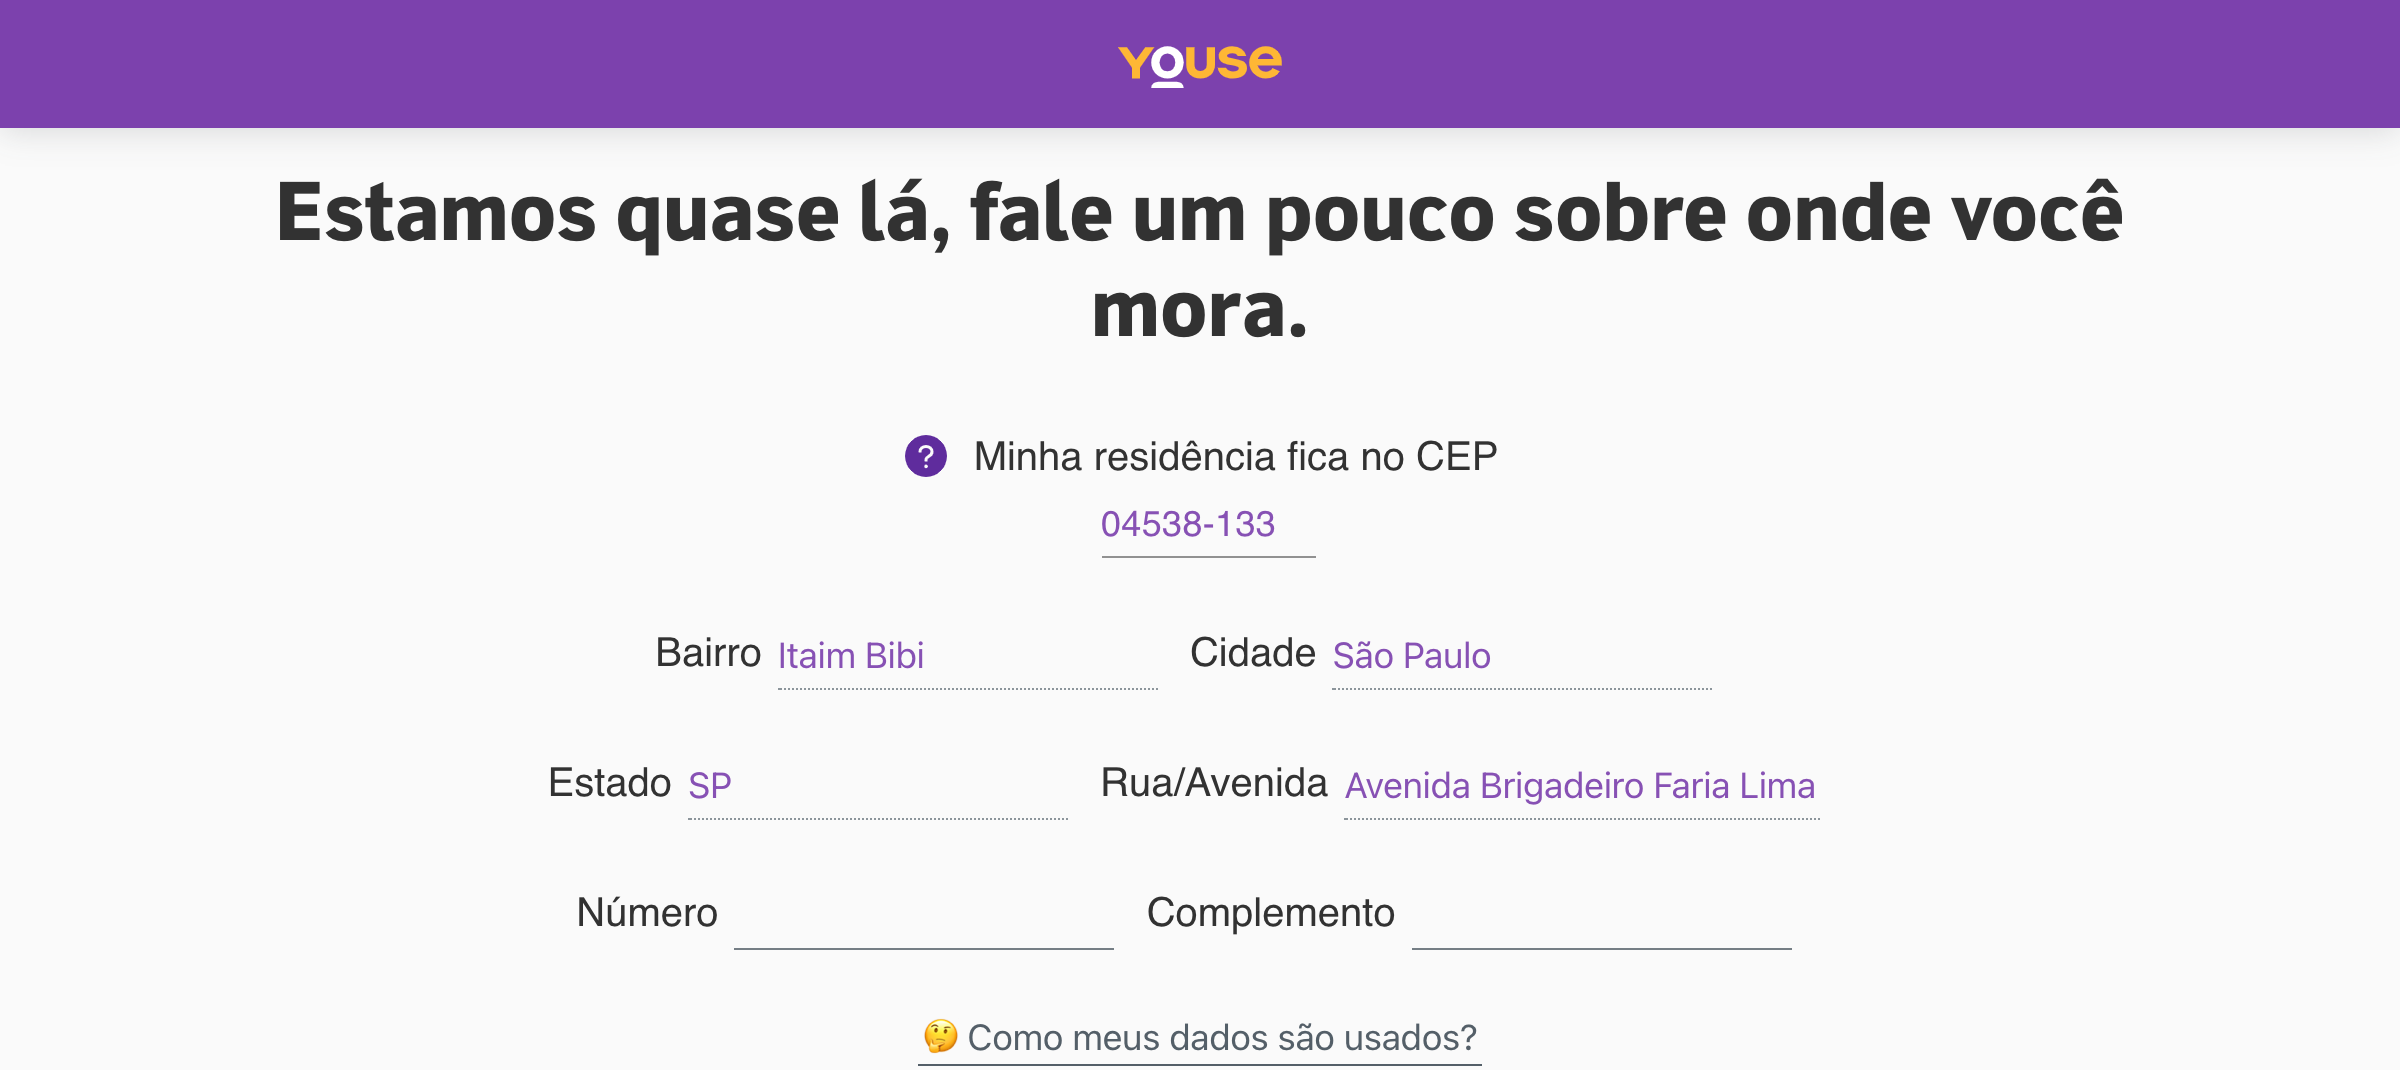 Youse
Estamos quase lá, fale um pouco sobre onde você
mora.
? Minha residência fica no CEP
04538-133
Bairro Itaim Bibi Cidade São Paulo
Estado SP Rua/Avenida Avenida Brigadeiro Faria Lima
Número Complemento
🤔 Como meus dados são usados?